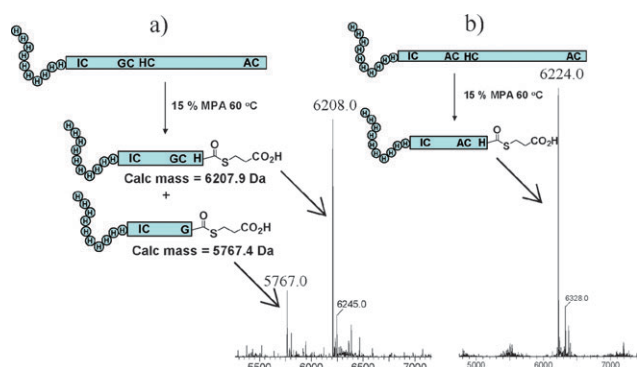 a)
HHHHHHHHHHH IC GC HC AC
15 % MPA 60 °C
IC GC H O S CO₂H
Calc mass = 6207.9 Da
+
IC G O S CO₂H
Calc mass = 5767.4 Da
6208.0
5767.0
6245.0
5500 6000 6500 7000
b)
IC AC HC AC
6224.0
15 % MPA 60 °C
IC AC H O S CO₂H
6328.0
5000 6000 7000